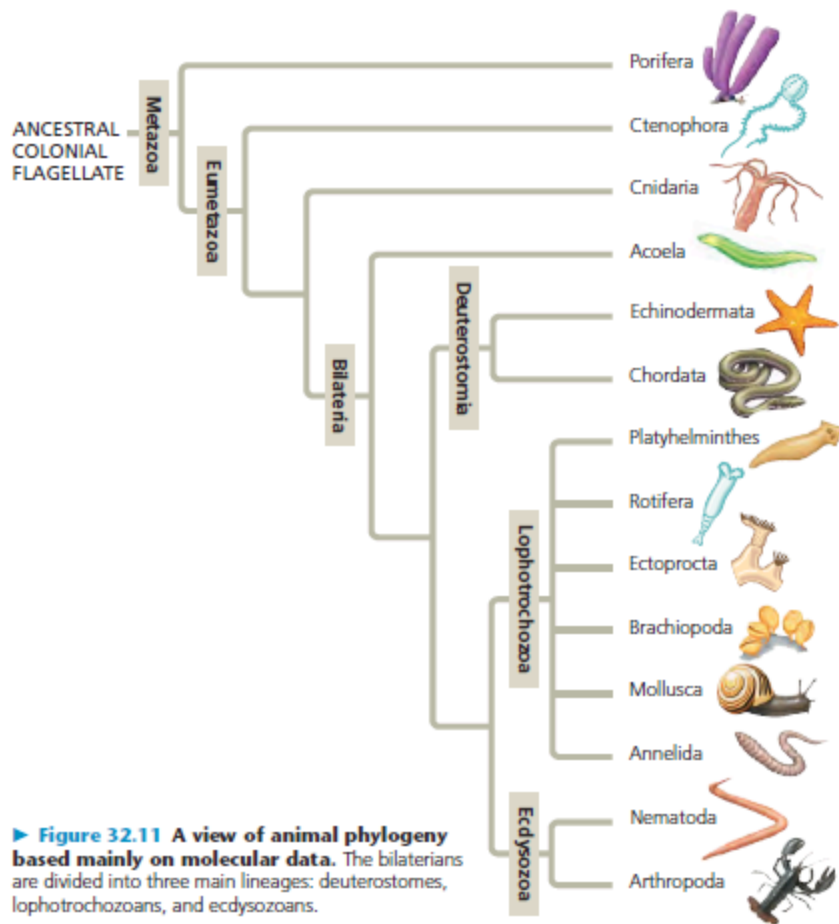 Porifera
ANCESTRAL
COLONIAL
FLAGELLATE
Metazoa
Ctenophora
Eumetazoa
Cnidaria
Acoela
Deuterostomia
Echinodermata
Bilateria
Chordata
Platyhelminthes
Rotifera
Lophotrochozoa
Ectoprocta
Brachiopoda
Mollusca
Annelida
Ecdysozoa
Nematoda
Arthropoda
► Figure 32.11 A view of animal phylogeny
based mainly on molecular data. The bilaterians
are divided into three main lineages: deuterostomes,
lophotrochozoans, and ecdysozoans.